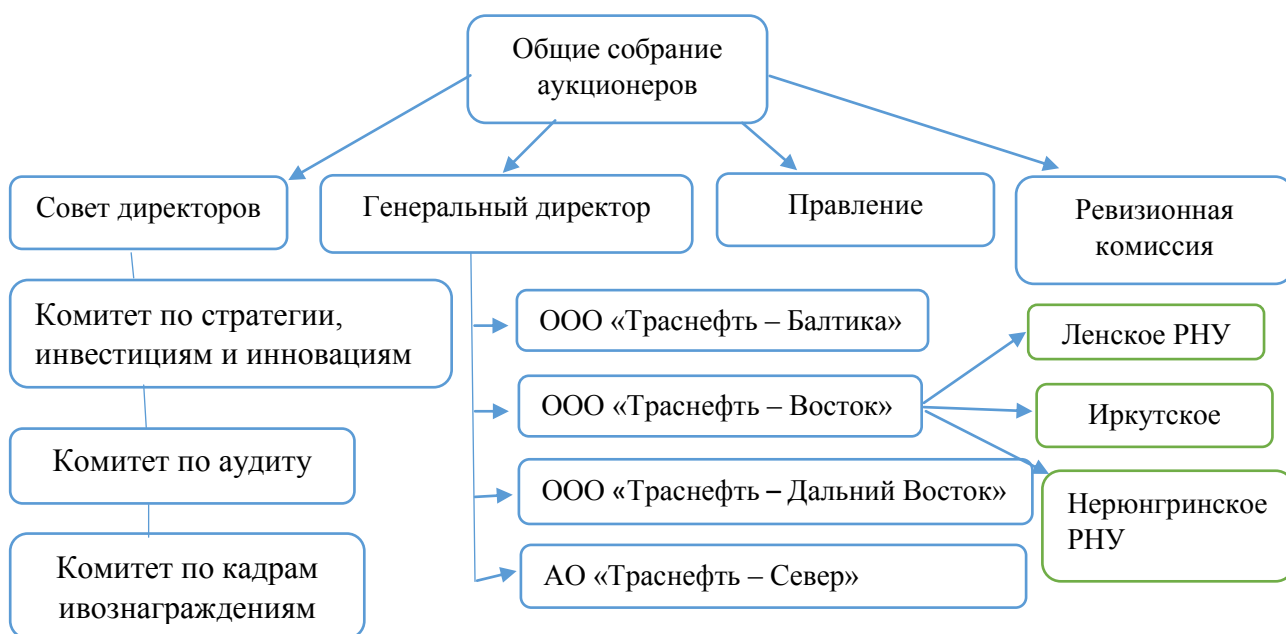 Общие собрание
аукционеров
Совет директоров
Генеральный директор
Правление
Ревизионная
комиссия
Комитет по стратегии,
инвестициям и инновациям
Комитет по аудиту
Комитет по кадрам
ивознаграждениям
ООО «Траснефть – Балтика»
ООО «Траснефть – Восток»
ООО «Траснефть – Дальний Восток»
АО «Траснефть – Север»
Ленское РНУ
Иркутское
Нерюнгринское
РНУ